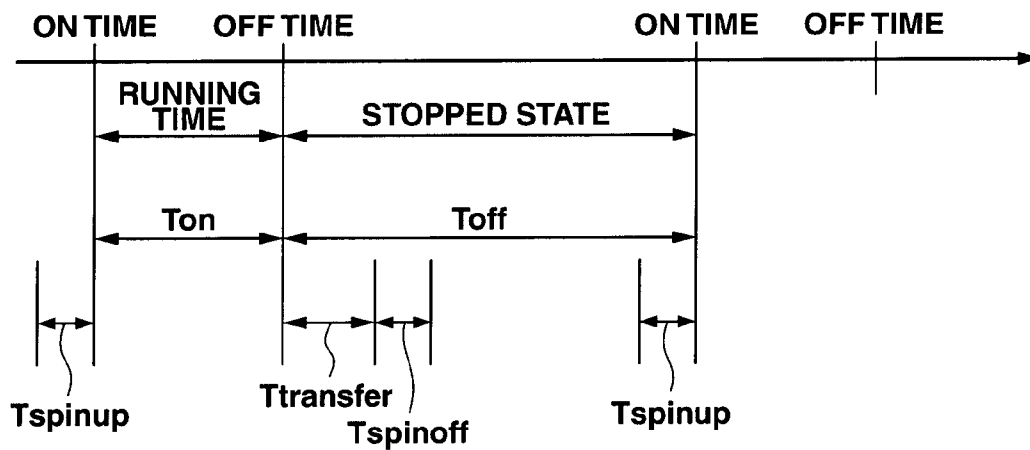 ON TIME
OFF TIME
ON TIME
OFF TIME
RUNNING
TIME
STOPPED STATE
Ton
Toff
Tspinup
Ttransfer
Tspinoff
Tspinup